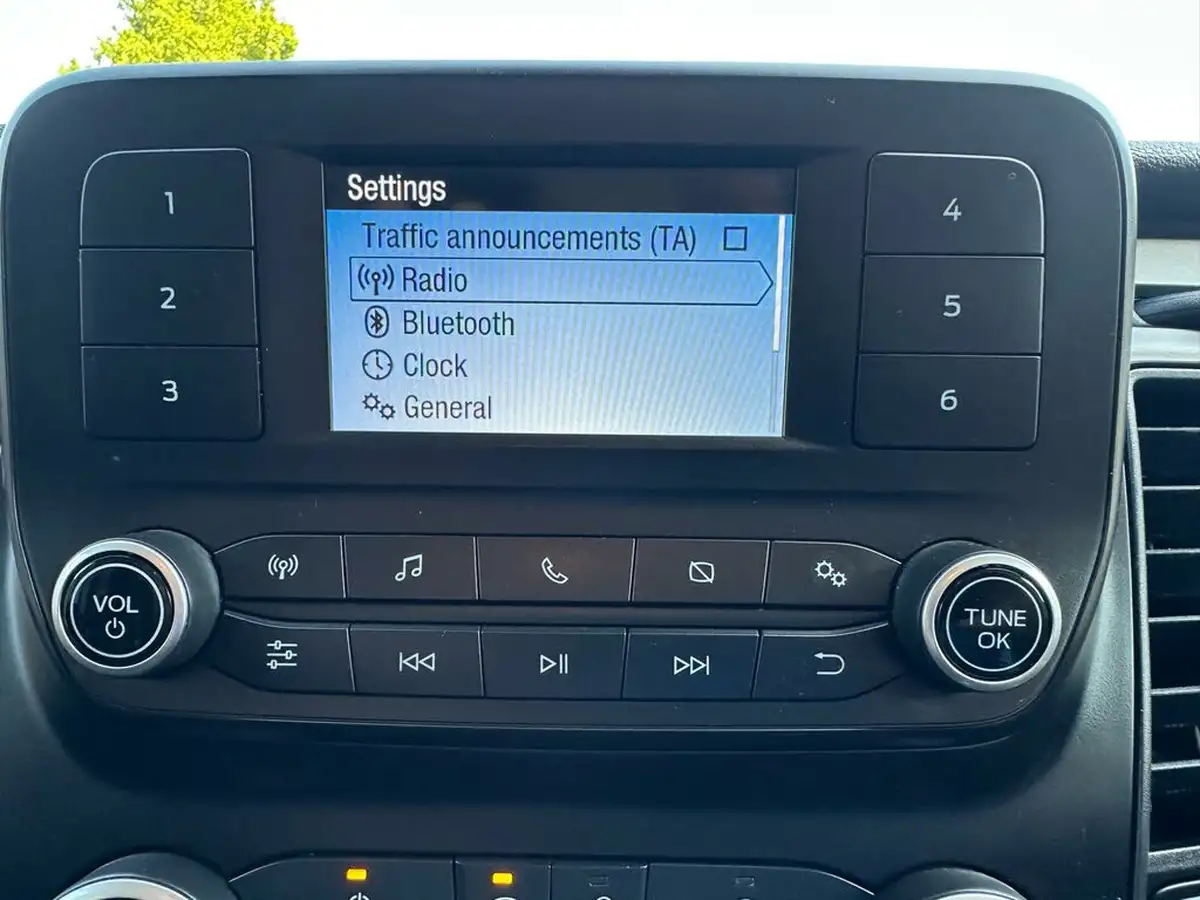 Settings
Traffic announcements (TA)
Radio
Bluetooth
Clock
General
1
2
3
4
5
6
VOL
TUNE
OK